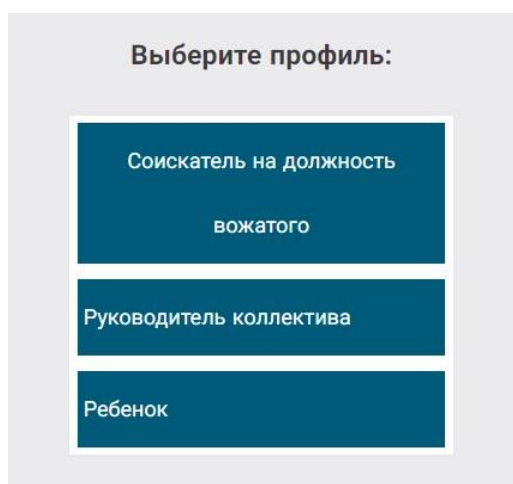 Выберите профиль:
Соискатель на должность
вожатого
Руководитель коллектива
Ребенок